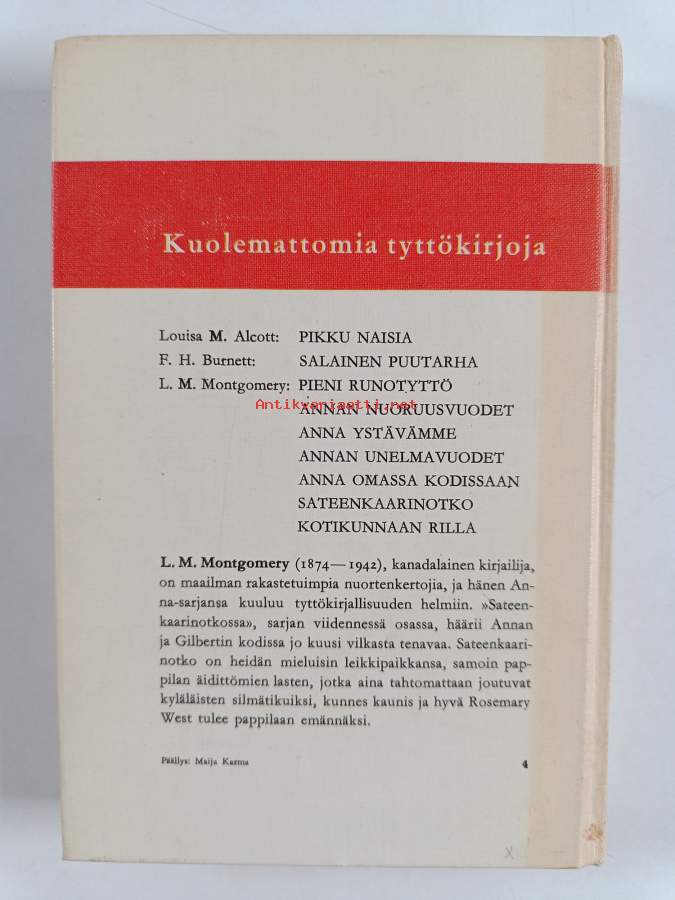 Kuolemattomia tyttökirjoja
Louisa M. Alcott: PIKKU NAISIA
F. H. Burnett: SALAINEN PUUTARHA
L. M. Montgomery: PIENI RUNOTYTTÖ
Antikvariaatti.net
ANNAN NUORUUSVUODET
ANNA YSTÄVÄMME
ANNAN UNELMAVUODET
ANNA OMASSA KODISSAAN
SATEENKAARINOTKO
KOTIKUNNAAN RILLA
L. M. Montgomery (1874—1942), kanadalainen kirjailija,
on maailman rakastetuimpia nuortenkertojia, ja hänen An-
na-sarjansa kuuluu tyttökirjallisuuden helmiin. »Sateen-
kaarinotkossa», sarjan viidennessä osassa, häärii Annan
ja Gilbertin kodissa jo kuusi vilkasta tenavaa. Sateenkaari-
notko on heidän mieluisin leikkipaikkansa, samoin pap-
pilan äidittömien lasten, jotka aina tahtomattaan joutuvat
kyläläisten silmätikuiksi, kunnes kaunis ja hyvä Rosemary
West tulee pappilaan emännäksi.
Päällys: Maija Karma 4
x